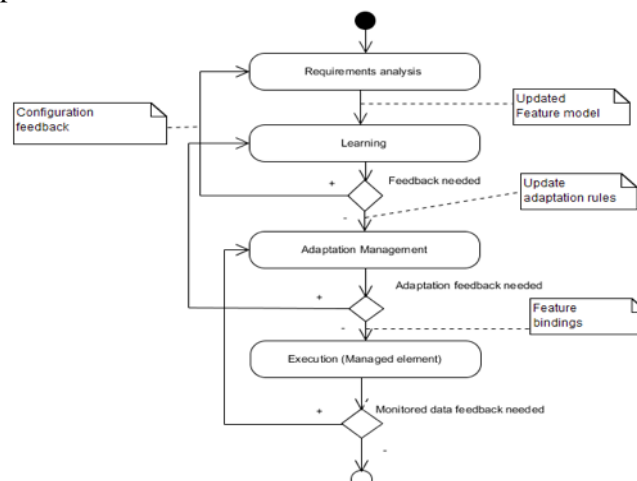 Requirements analysis
Updated
Feature model
Configuration
feedback
Learning
+
Feedback needed
-
Update
adaptation rules
Adaptation Management
Adaptation feedback needed
+
-
Feature
bindings
Execution (Managed element)
+
Monitored data feedback needed
-